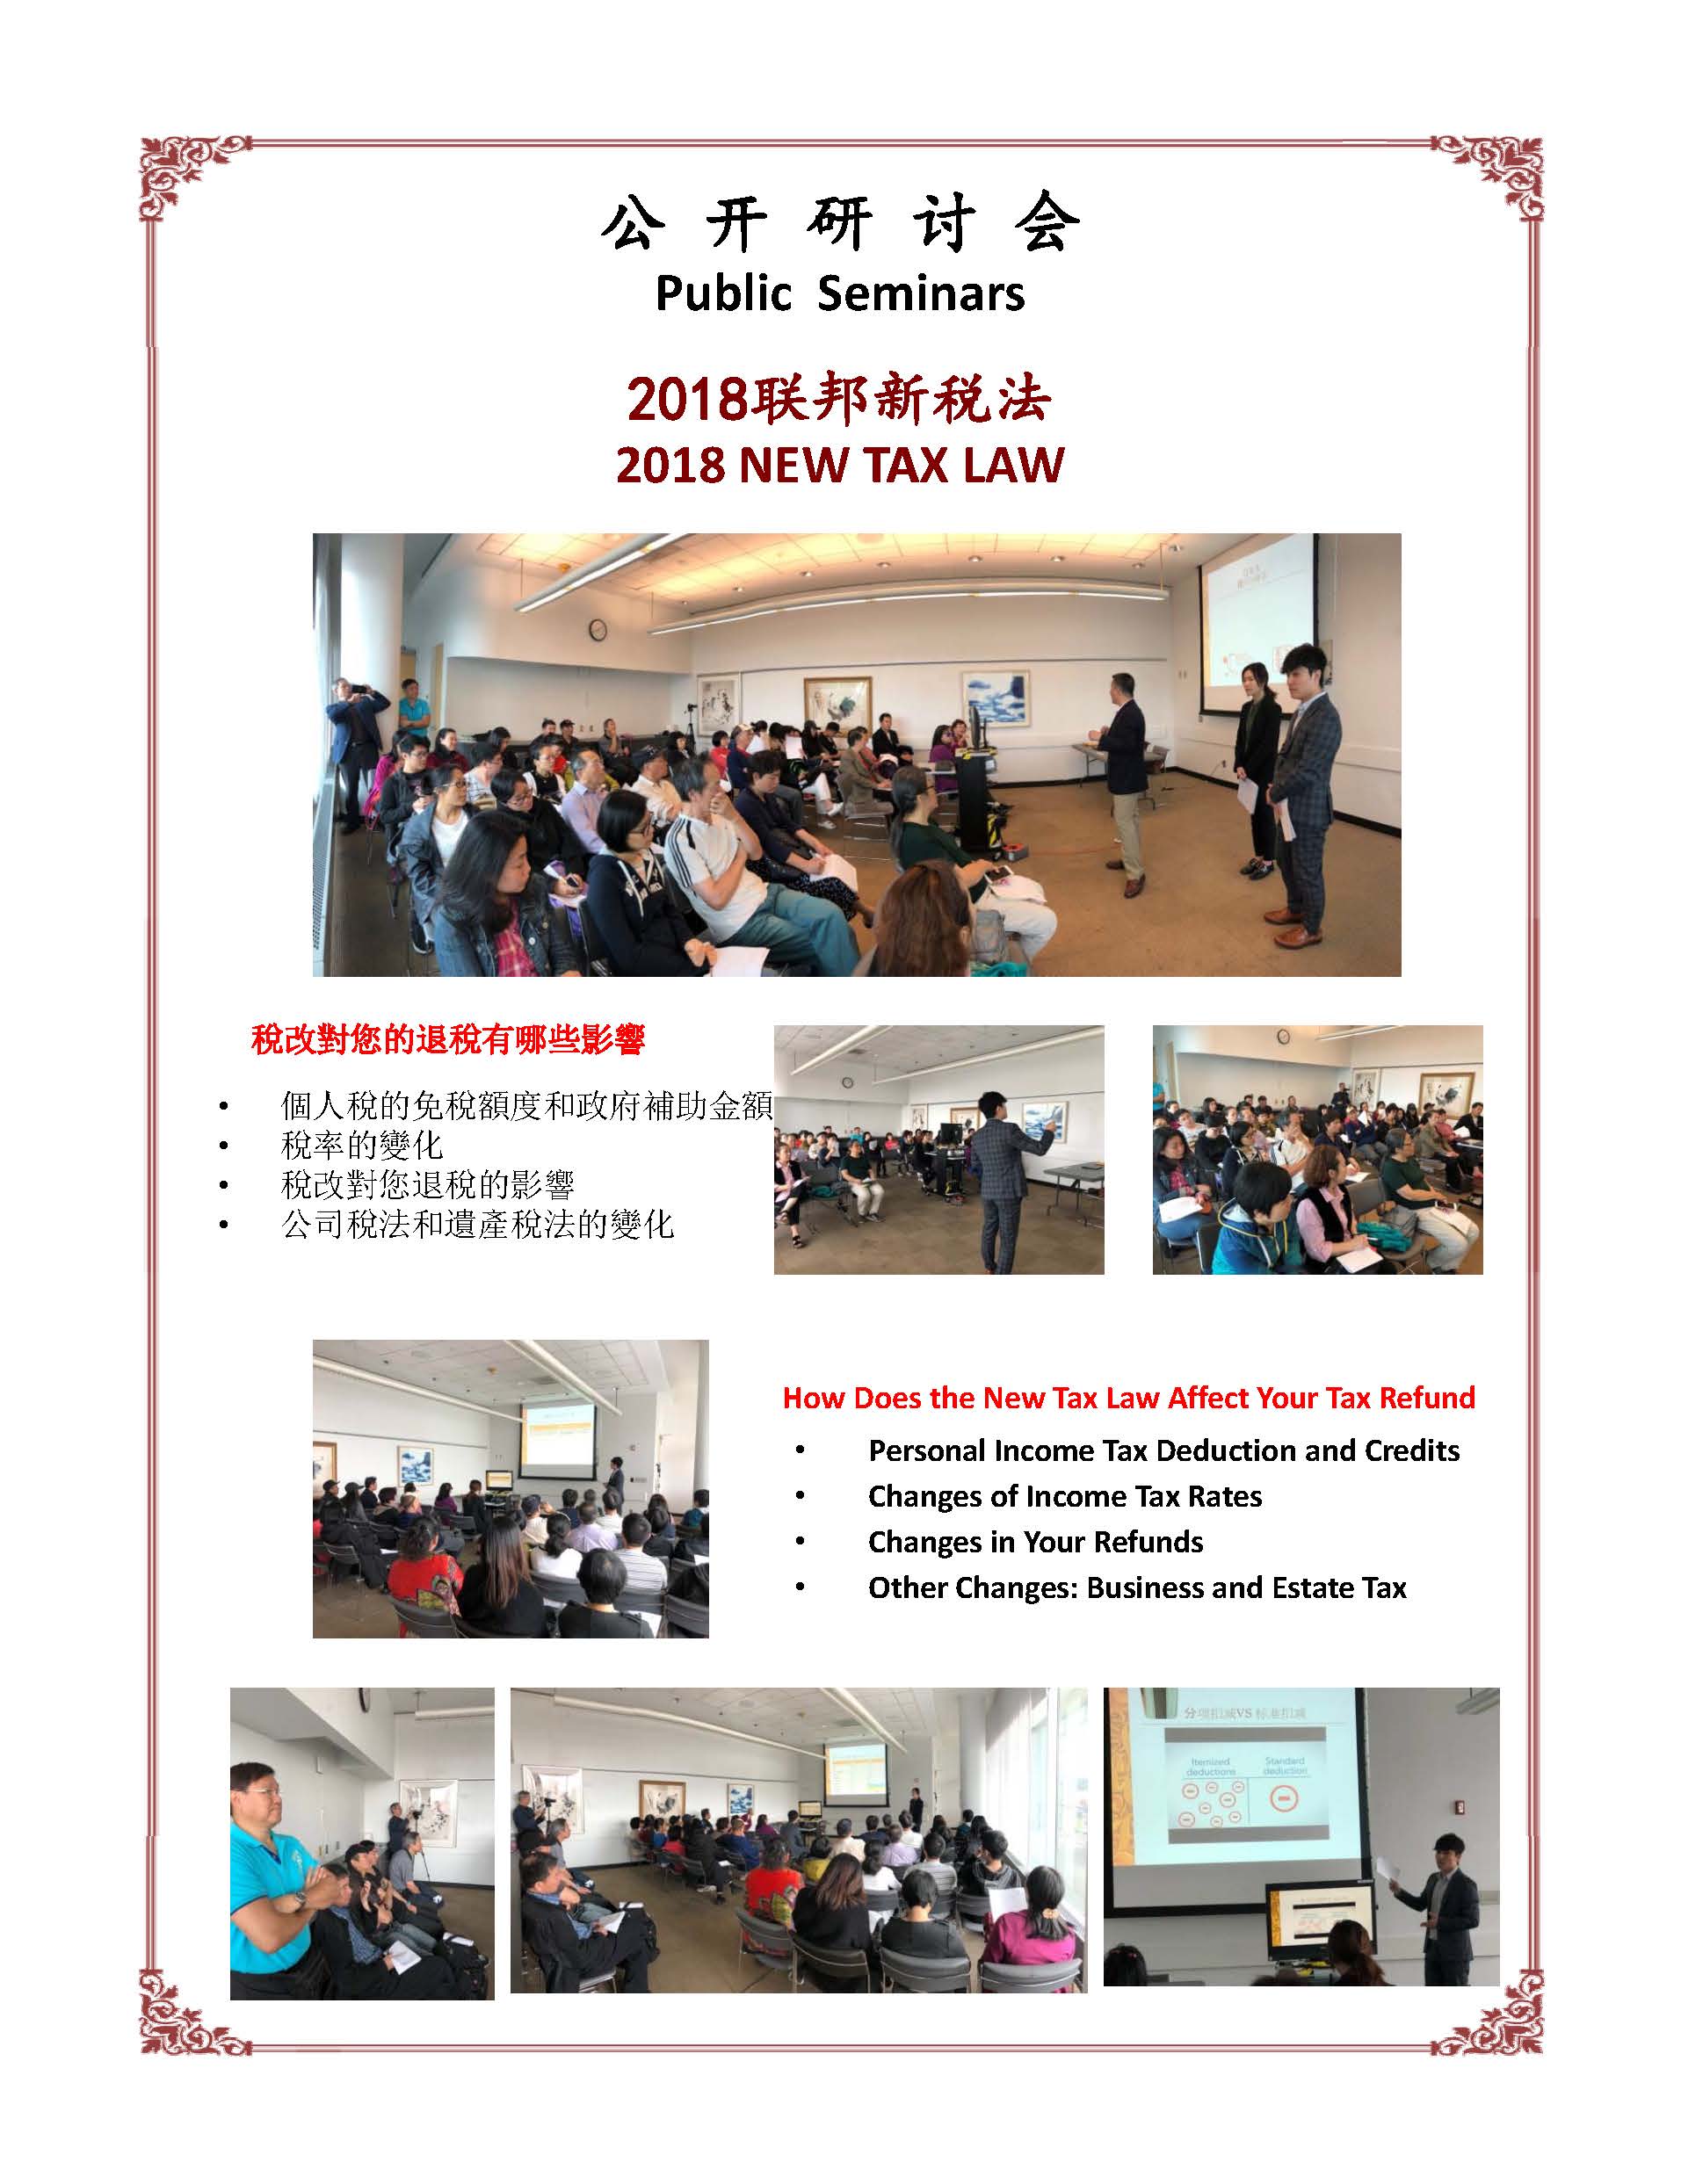 公开研讨会
Public Seminars
2018联邦新税法
2018 NEW TAX LAW
稅改對您的退稅有哪些影響
• 個人稅的免稅額度和政府補助金額
• 稅率的變化
• 稅改對您退稅的影響
• 公司稅法和遺產稅法的變化
How Does the New Tax Law Affect Your Tax Refund
• Personal Income Tax Deduction and Credits
• Changes of Income Tax Rates
• Changes in Your Refunds
• Other Changes: Business and Estate Tax
分项扣减VS 标准扣减
Itemized deductions
Standard deduction